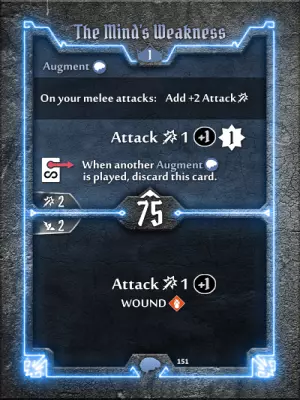 The Mind's Weakness
1
Augment
On your melee attacks: Add +2 Attack
Attack 1 +1 1
S When another Augment
is played, discard this card.
2
75
2
Attack 1 +1
WOUND
151